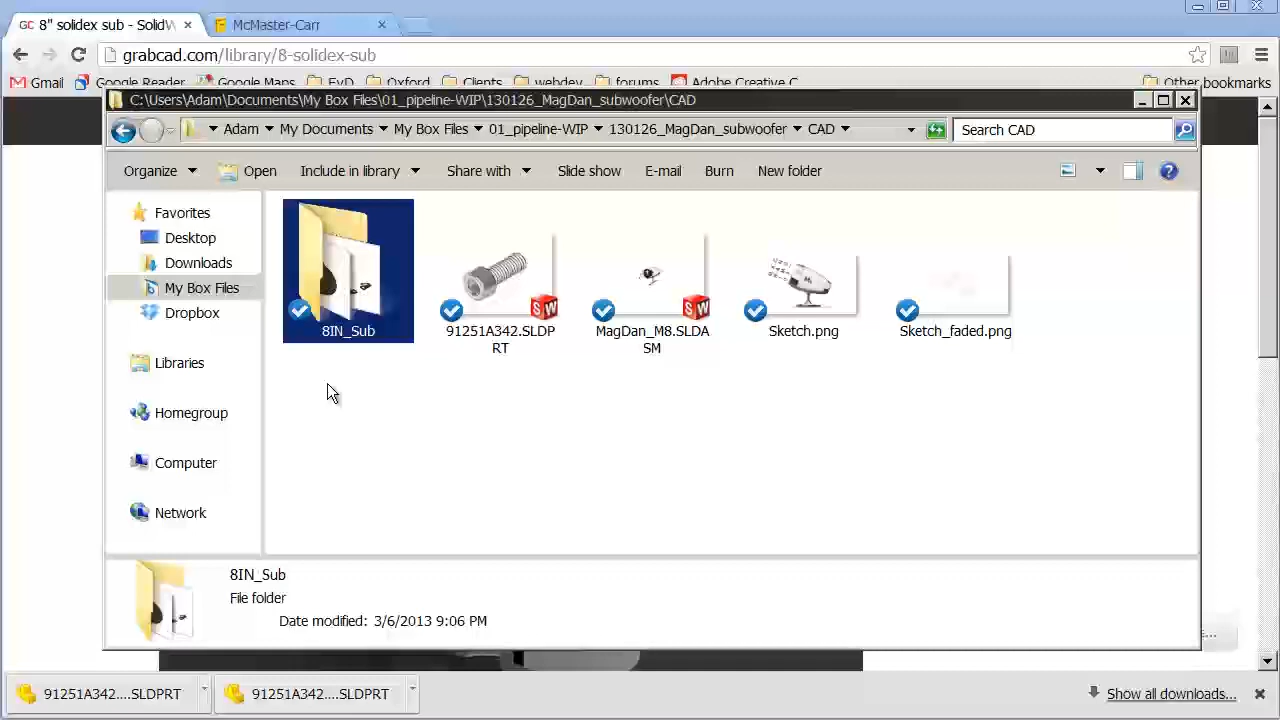 GC 8" solidex sub - SolidW
McMaster-Carr
grabcad.com/library/8-solidex-sub
Gmail Google Reader Google Maps EyD Oxford Clients webdev forums Adobe Creative C Other bookmarks
C:\Users\Adam\Documents\My Box Files\01_pipeline-WIP\130126_MagDan_subwoofer\CAD
Adam My Documents My Box Files 1_pipeline-WIP 130126_MagDan_subwoofer CAD Search CAD
Organize Open Include in library Share with Slide show E-mail Burn New folder
Favorites
Desktop
Downloads
My Box Files
Dropbox
Libraries
Homegroup
Computer
Network
8IN_Sub
91251A342.SLDP
RT
MagDan_M8.SLDA
SM
Sketch.png
Sketch_faded.png
8IN_Sub
File folder
Date modified: 3/6/2013 9:06 PM
91251A342....SLDPRT
91251A342....SLDPRT
Show all downloads...